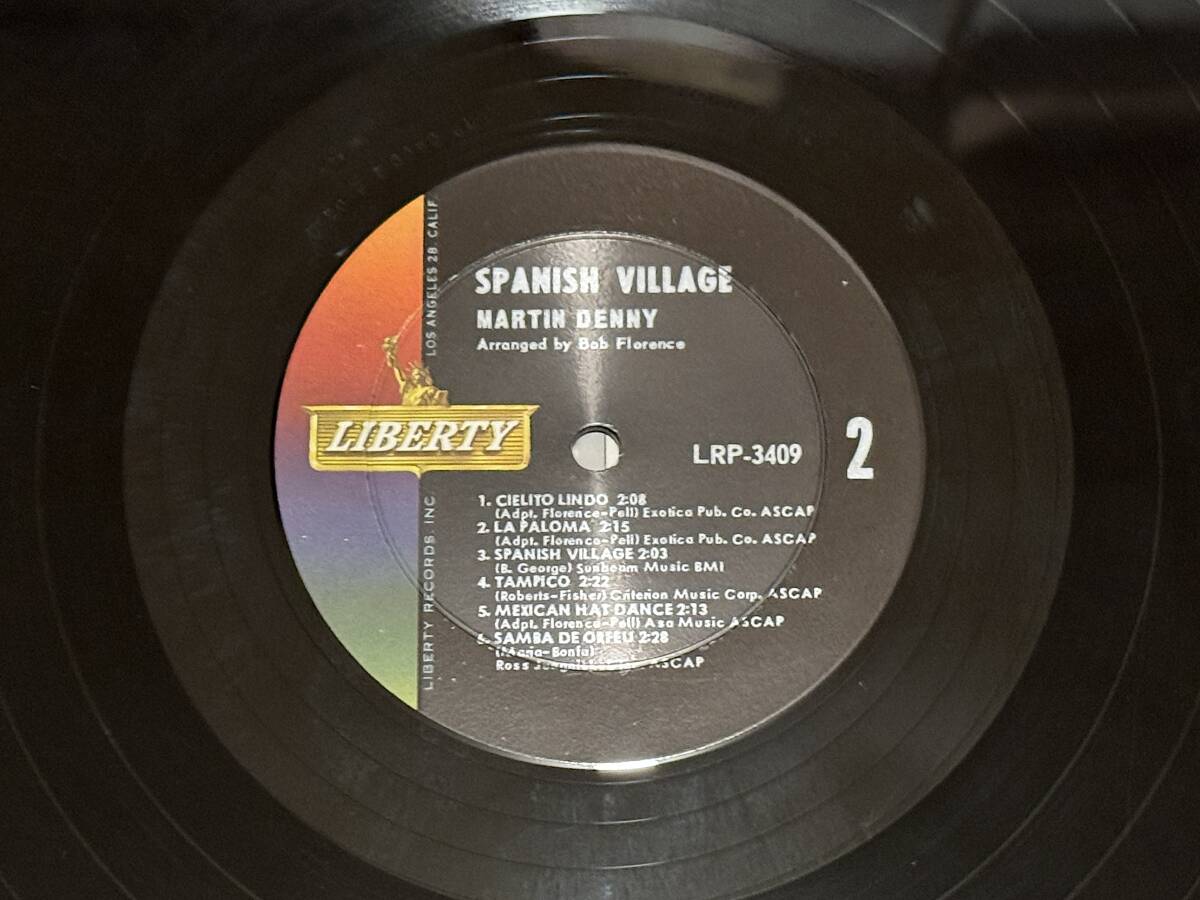 SPANISH VILLAGE
MARTIN DENNY
Arranged by Bob Florence
LIBERTY
LRP-3409
2
1. CIELITO LINDO 2:08
(Adpt. Florence-Pell) Exotica Pub. Co. ASCAP
2. LA PALOMA 2:15
(Adpt. Florence-Pell) Exotica Pub. Co. ASCAP
3. SPANISH VILLAGE 2:03
(B. George) Sunbeam Music BMI
4. TAMPICO 2:22
(Roberts-Fisher) Criterion Music Corp. ASCAP
5. MEXICAN HAT DANCE 2:13
(Adpt. Florence-Pell) Asa Music ASCAP
6. SAMBA DE ORFEU 2:28
(Maria-Bonfa)
Ross ASCAP
LIBERTY RECORDS, INC.
LOS ANGELES 28, CALIF.